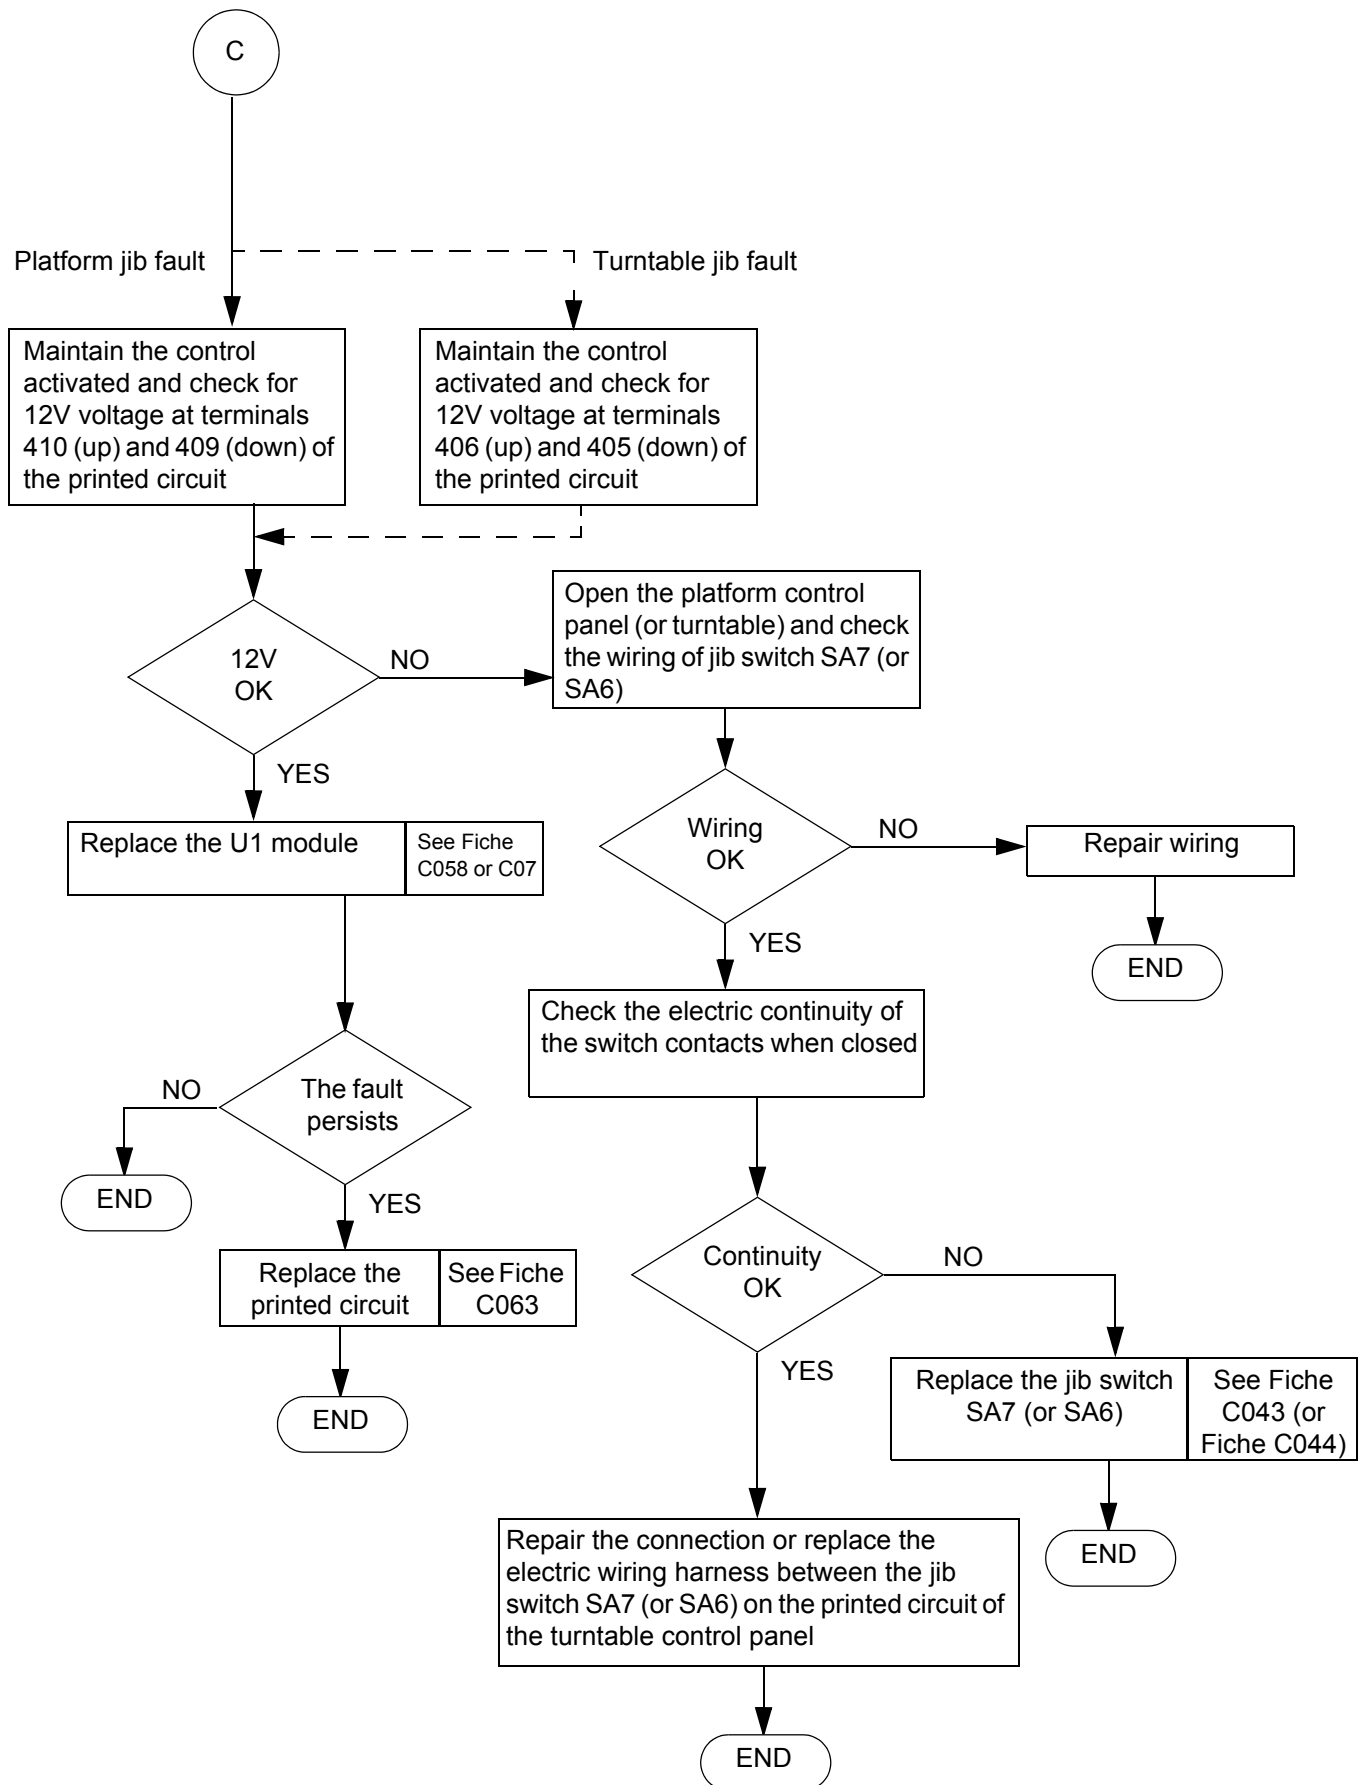 C
Platform jib fault
Turntable jib fault
Maintain the control
activated and check for
12V voltage at terminals
410 (up) and 409 (down) of
the printed circuit
Maintain the control
activated and check for
12V voltage at terminals
406 (up) and 405 (down) of
the printed circuit
12V
OK
NO
Open the platform control
panel (or turntable) and check
the wiring of jib switch SA7 (or
SA6)
YES
Replace the U1 module
See Fiche
C058 or C07
Wiring
OK
NO
Repair wiring
END
YES
Check the electric continuity of
the switch contacts when closed
The fault
persists
NO
END
YES
Replace the
printed circuit
See Fiche
C063
END
Continuity
OK
NO
Replace the jib switch
SA7 (or SA6)
See Fiche
C043 (or
Fiche C044)
END
YES
Repair the connection or replace the
electric wiring harness between the jib
switch SA7 (or SA6) on the printed circuit of
the turntable control panel
END